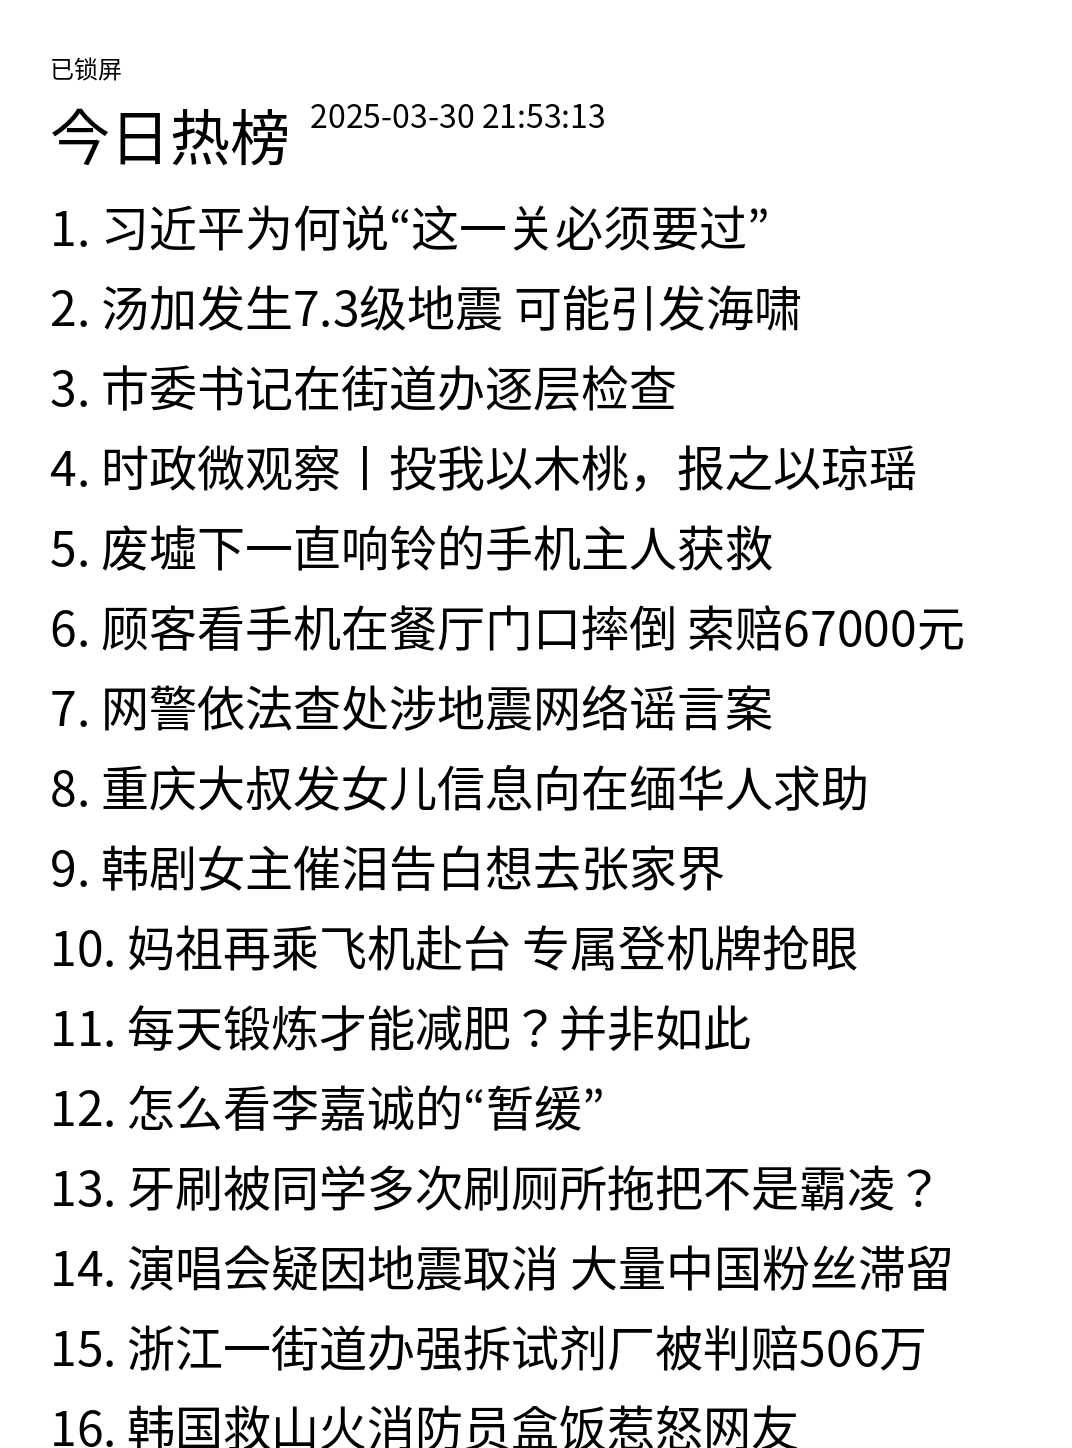 已锁屏
今日热榜 2025-03-30 21:53:13
1. 习近平为何说“这一关必须要过”
2. 汤加发生7.3级地震 可能引发海啸
3. 市委书记在街道办逐层检查
4. 时政微观察丨投我以木桃，报之以琼瑶
5. 废墟下一直响铃的手机主人获救
6. 顾客看手机在餐厅门口摔倒 索赔67000元
7. 网警依法查处涉地震网络谣言案
8. 重庆大叔发女儿信息向在缅华人求助
9. 韩剧女主催泪告白想去张家界
10. 妈祖再乘飞机赴台 专属登机牌抢眼
11. 每天锻炼才能减肥？并非如此
12. 怎么看李嘉诚的“暂缓”
13. 牙刷被同学多次刷厕所拖把不是霸凌？
14. 演唱会疑因地震取消 大量中国粉丝滞留
15. 浙江一街道办强拆试剂厂被判赔506万
16. 韩国救山火消防员盒饭惹怒网友